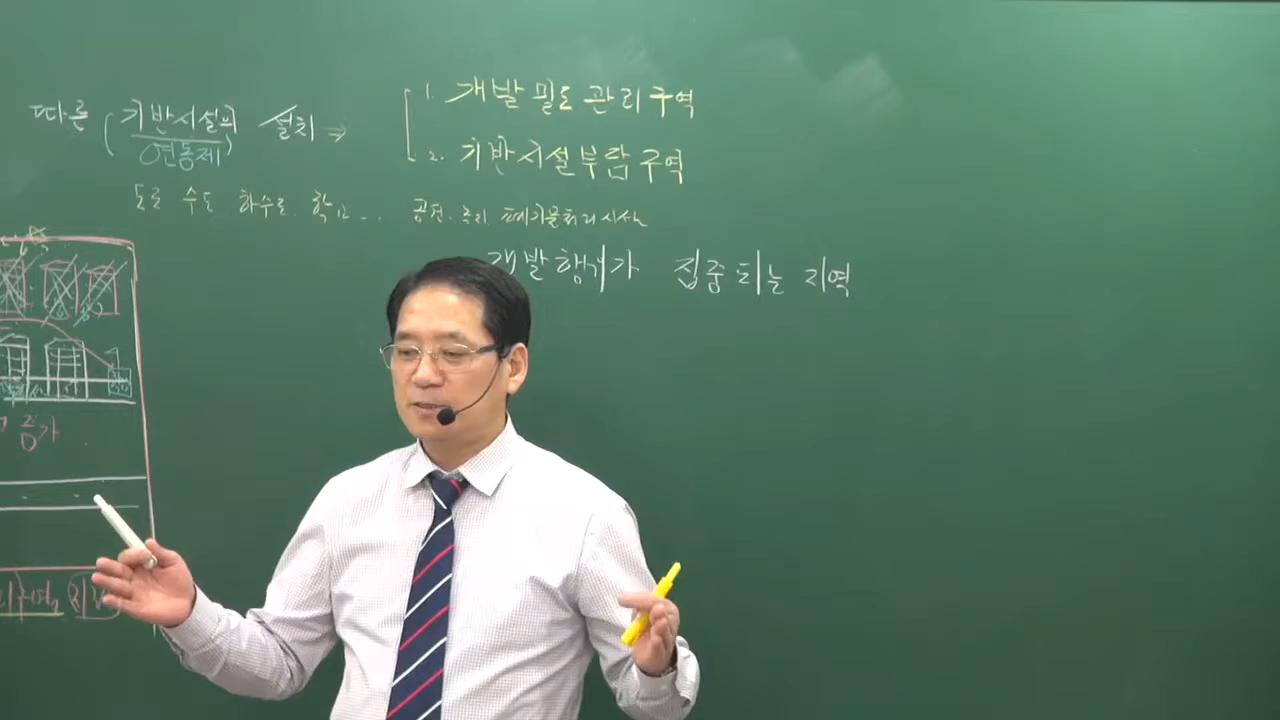 1. 개발밀도관리구역
따른 (기반시설의 설치 ⇒
연동제)
2. 기반시설부담구역
도로 수도 하수도. 학교... 공원. 녹지. 폐기물처리시설
개발행위가 집중되는 지역